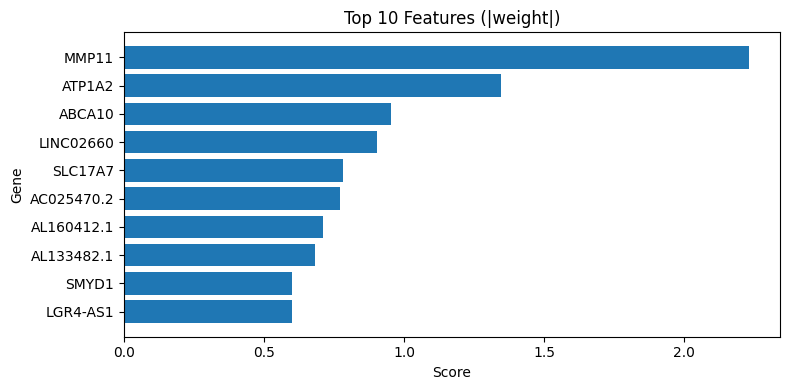 Top 10 Features (|weight|)
Gene
MMP11
ATP1A2
ABCA10
LINC02660
SLC17A7
AC025470.2
AL160412.1
AL133482.1
SMYD1
LGR4-AS1
0.0 0.5 1.0 1.5 2.0
Score